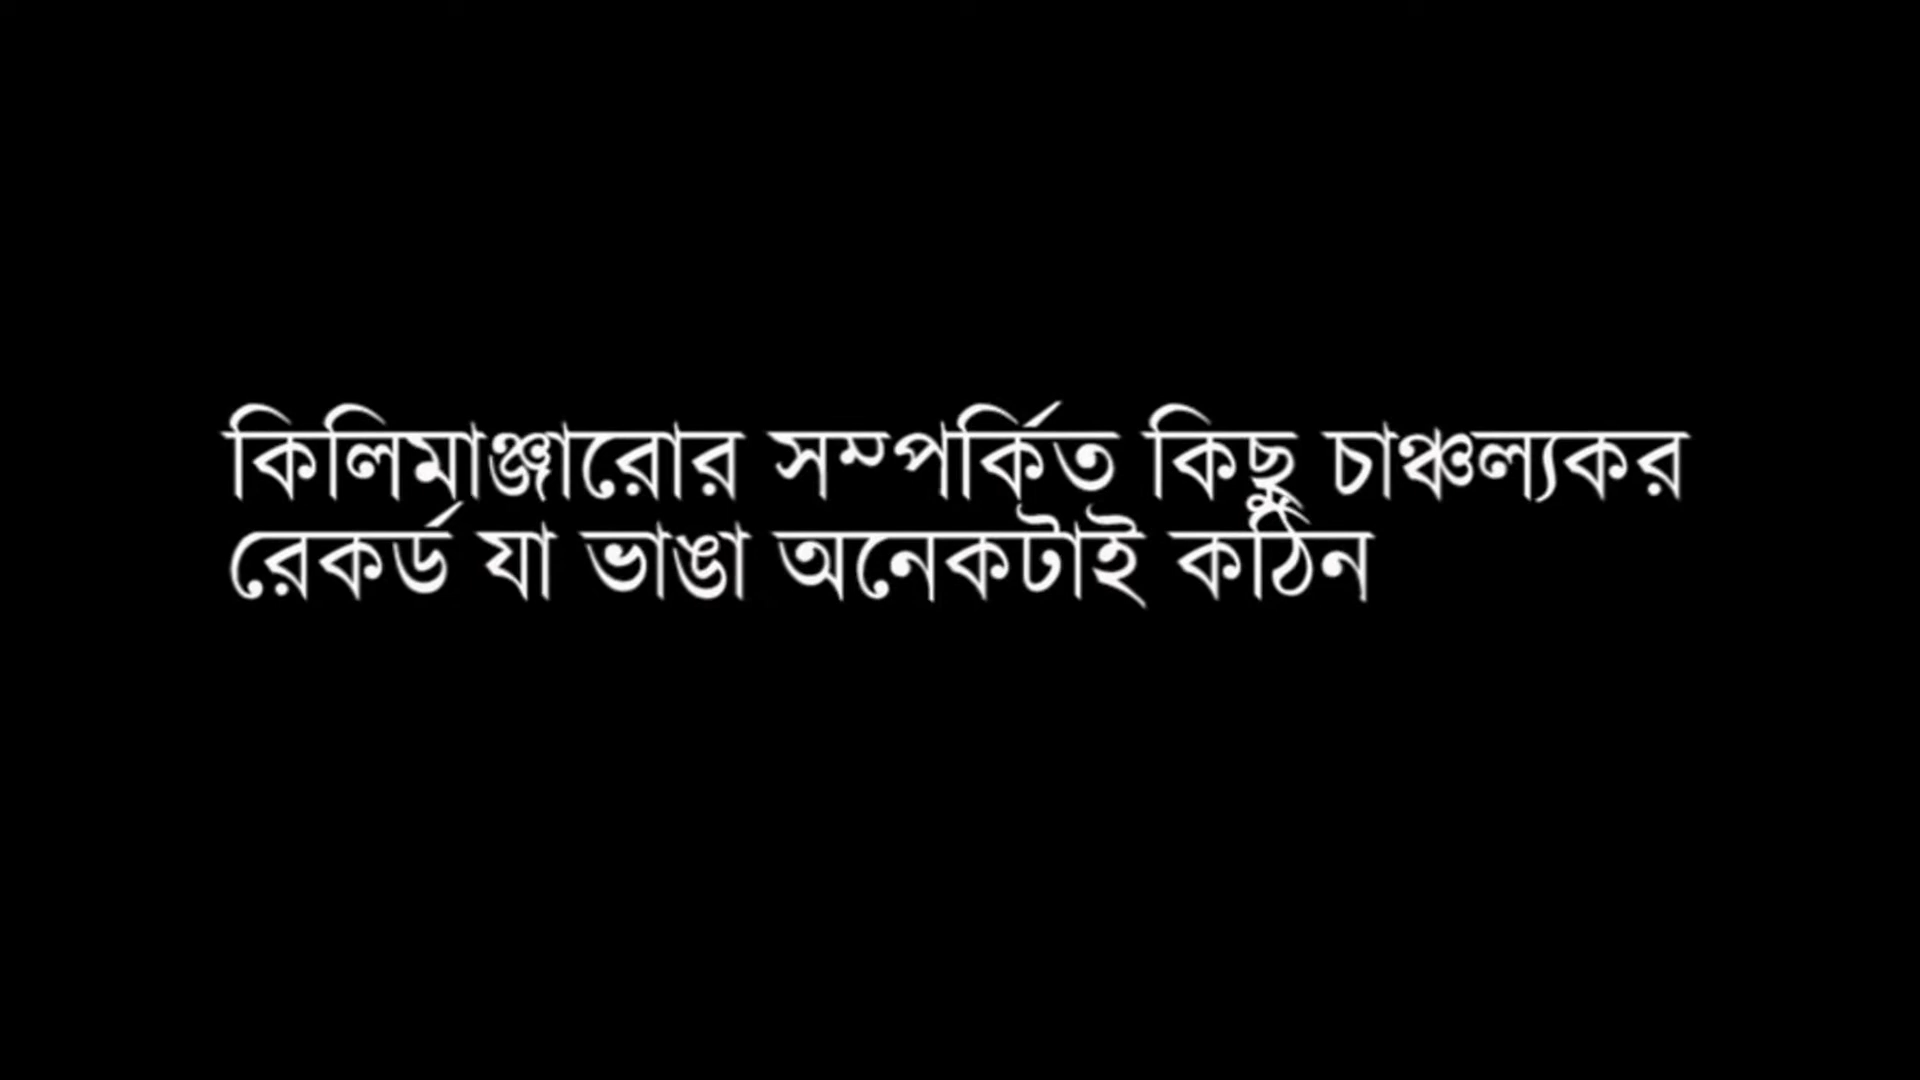 কিলিমাঞ্জারোর সম্পর্কিত কিছু চাঞ্চল্যকর
রেকর্ড যা ভাঙা অনেকটাই কঠিন